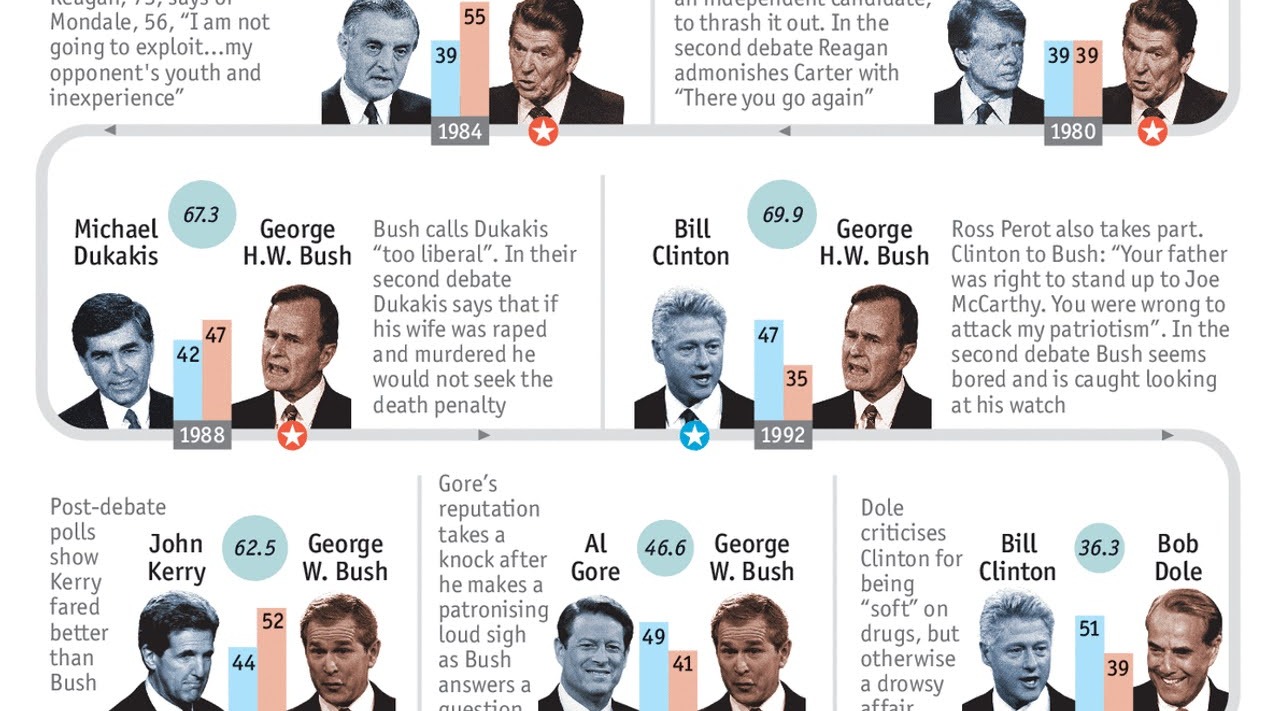 Reagan, 73, says of
Mondale, 56, “I am not
going to exploit...my
opponent's youth and
inexperience”
39
55
1984
an independent candidate,
to thrash it out. In the
second debate Reagan
admonishes Carter with
“There you go again”
39
39
1980
Michael
Dukakis
67.3
George
H.W. Bush
42
47
1988
Bush calls Dukakis
“too liberal”. In their
second debate
Dukakis says that if
his wife was raped
and murdered he
would not seek the
death penalty
Bill
Clinton
69.9
George
H.W. Bush
47
35
1992
Ross Perot also takes part.
Clinton to Bush: “Your father
was right to stand up to Joe
McCarthy. You were wrong to
attack my patriotism”. In the
second debate Bush seems
bored and is caught looking
at his watch
Post-debate
polls
show
Kerry
fared
better
than
Bush
John
Kerry
62.5
George
W. Bush
44
52
Gore’s
reputation
takes a
knock after
he makes a
patronising
loud sigh
as Bush
answers a
question
Al
Gore
46.6
George
W. Bush
49
41
Dole
criticises
Clinton for
being
“soft” on
drugs, but
otherwise
a drowsy
affair
Bill
Clinton
36.3
Bob
Dole
51
39